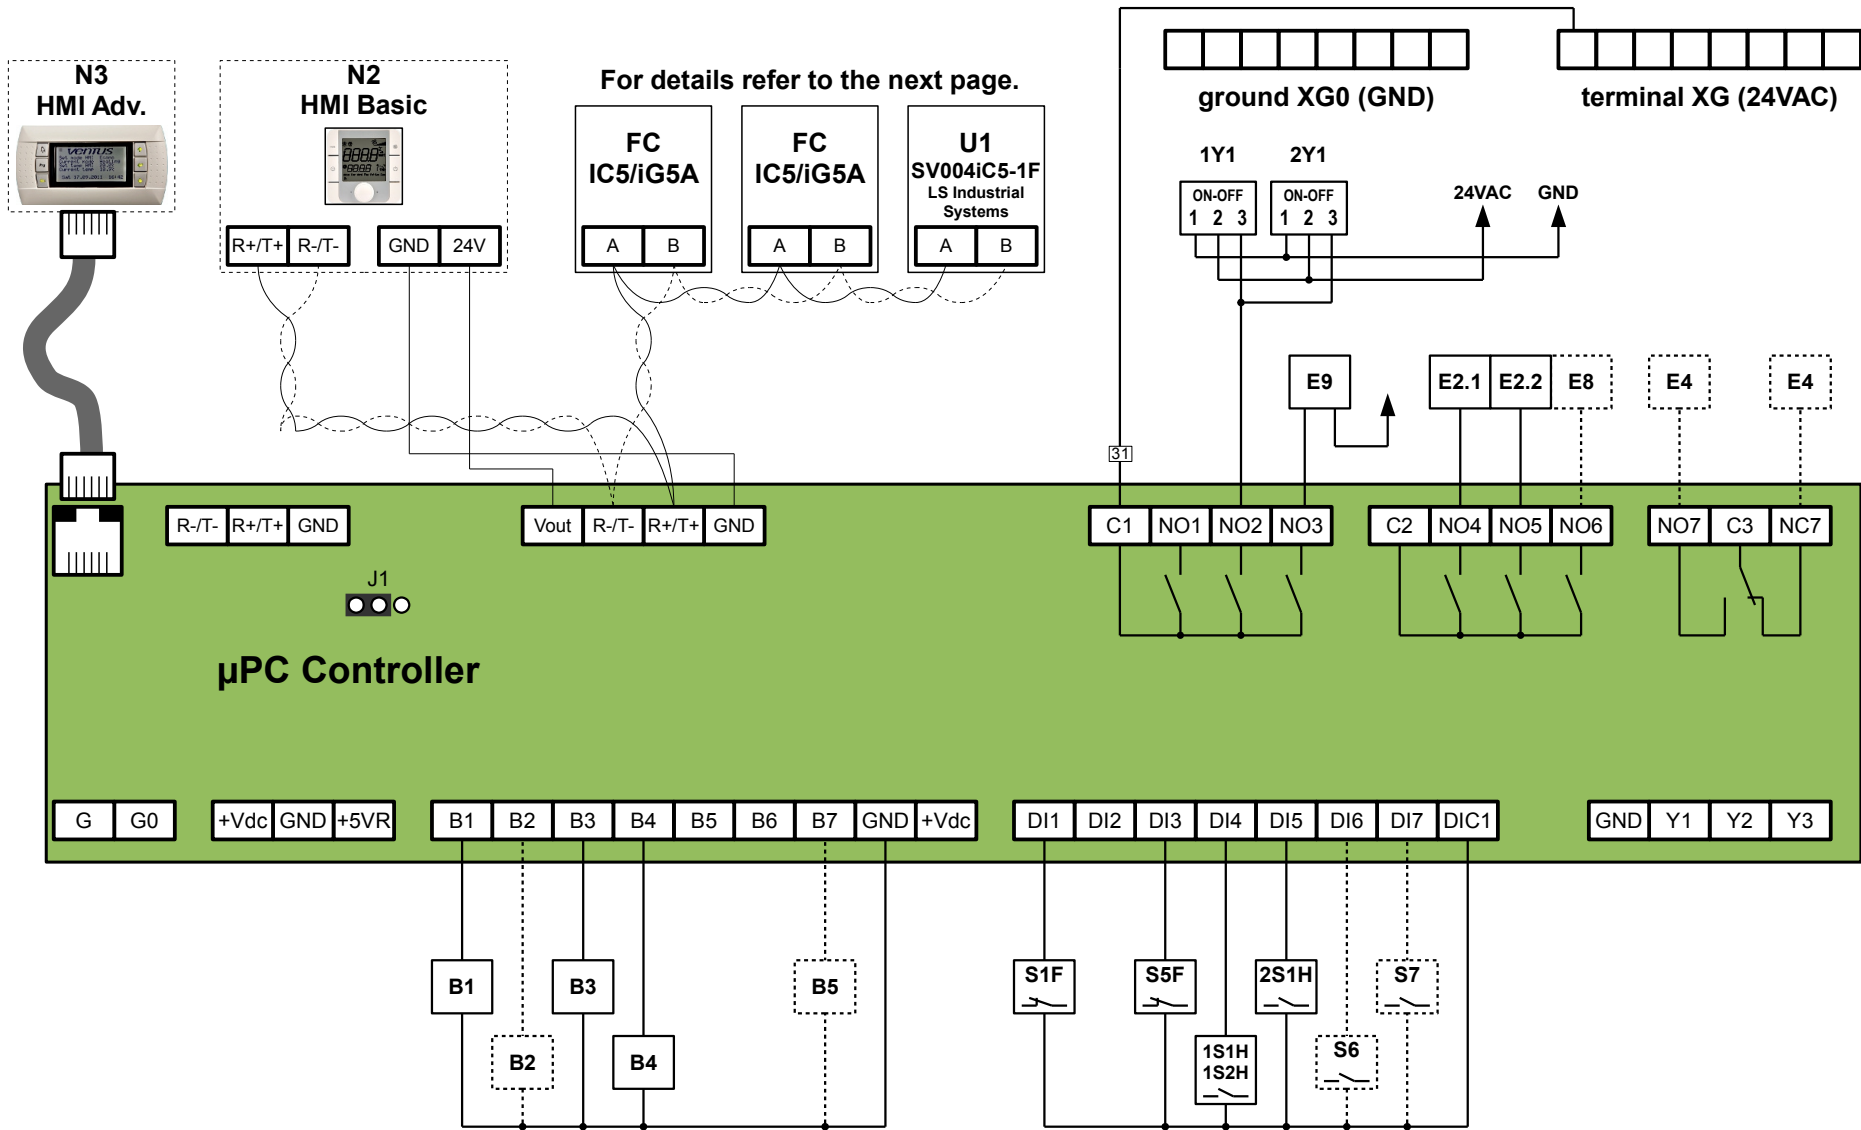 N3
HMI Adv.
VENTUS
N2
HMI Basic
R+/T+ R-/T- GND 24V
For details refer to the next page.
FC
IC5/iG5A
A B
FC
IC5/iG5A
A B
U1
SV004iC5-1F
LS Industrial
Systems
A B
ground XG0 (GND)
terminal XG (24VAC)
1Y1 2Y1
ON-OFF
1 2 3
ON-OFF
1 2 3
24VAC GND
E9 E2.1 E2.2 E8 E4 E4
31
R-/T- R+/T+ GND
Vout R-/T- R+/T+ GND
C1 NO1 NO2 NO3
C2 NO4 NO5 NO6
NO7 C3 NC7
J1
µPC Controller
G G0
+Vdc GND +5VR
B1 B2 B3 B4 B5 B6 B7 GND +Vdc
DI1 DI2 DI3 DI4 DI5 DI6 DI7 DIC1
GND Y1 Y2 Y3
B1 B3 B5
S1F S5F 2S1H S7
B2 B4
1S1H
1S2H
S6